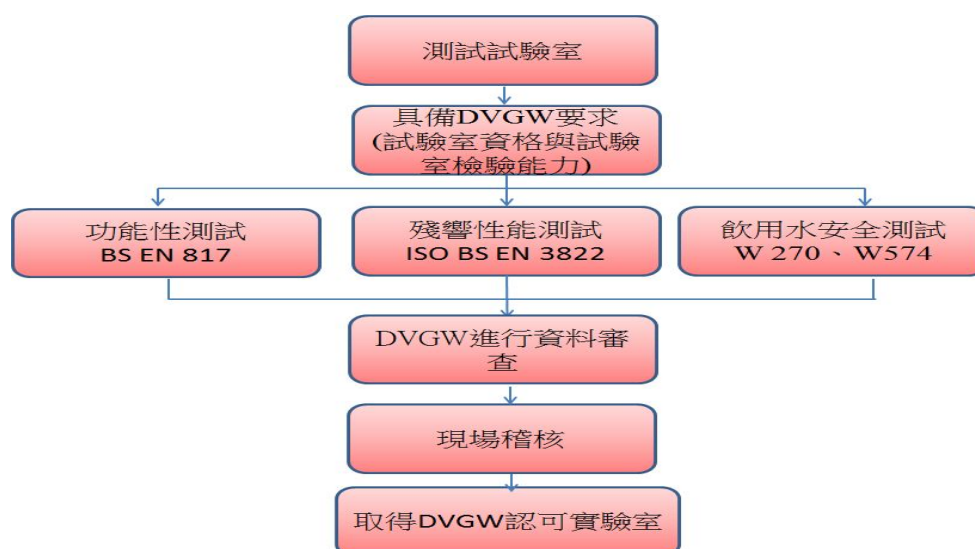 測試試驗室
具備DVGW要求
(試驗室資格與試驗
室檢驗能力)
功能性測試
BS EN 817
殘響性能測試
ISO BS EN 3822
飲用水安全測試
W 270、W574
DVGW進行資料審
查
現場稽核
取得DVGW認可實驗室